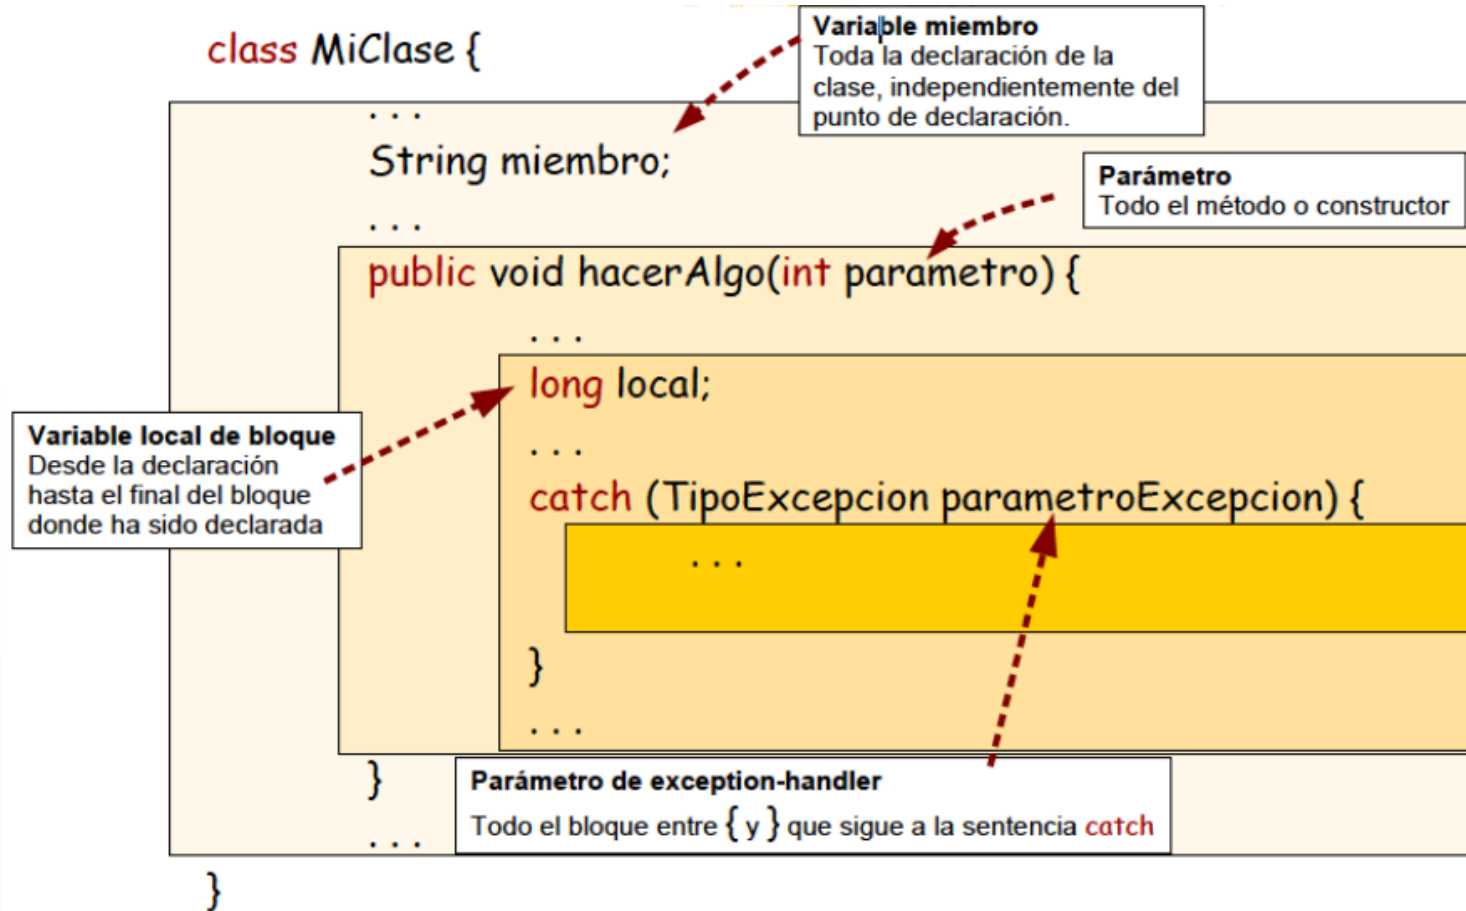 class MiClase {
Variable miembro
Toda la declaración de la
clase, independientemente del
punto de declaración.
. . .
String miembro;
Parámetro
Todo el método o constructor
. . .
public void hacerAlgo(int parametro) {
. . .
long local;
Variable local de bloque
Desde la declaración
hasta el final del bloque
donde ha sido declarada
. . .
catch (TipoExcepcion parametroExcepcion) {
. . .
}
. . .
}
Parámetro de exception-handler
Todo el bloque entre { y } que sigue a la sentencia catch
. . .
}